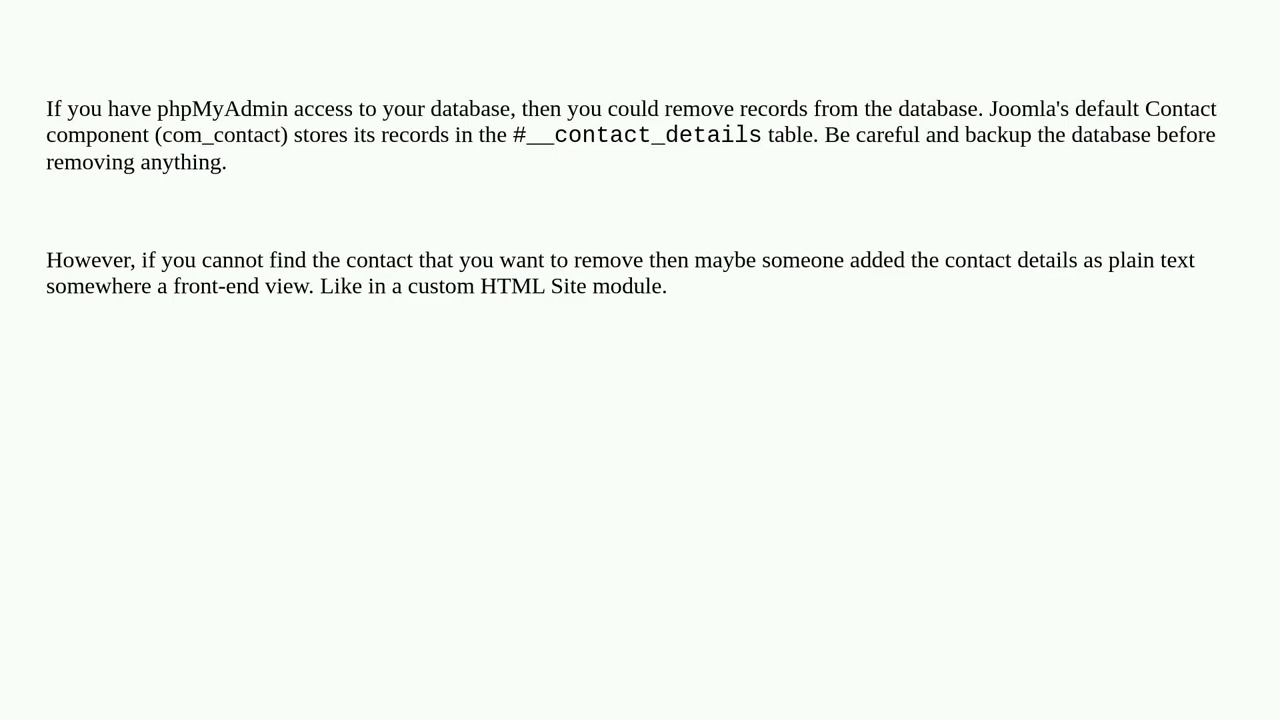 If you have phpMyAdmin access to your database, then you could remove records from the database. Joomla's default Contact
component (com_contact) stores its records in the #__contact_details table. Be careful and backup the database before
removing anything.
However, if you cannot find the contact that you want to remove then maybe someone added the contact details as plain text
somewhere a front-end view. Like in a custom HTML Site module.